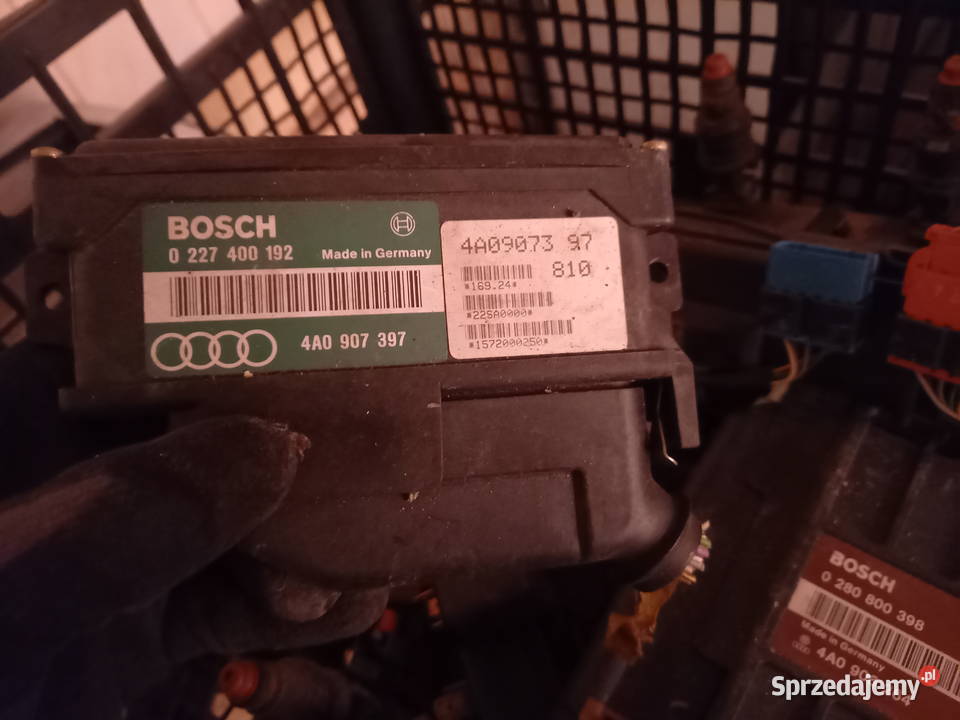 BOSCH
0 227 400 192
Made in Germany
4A0 907 397
4A09073 97
810
*169.24*
*22SA0000*
*1572000250*
BOSCH
0 280 800 398
Made in Germany
4A0
Sprzedajemy.pl